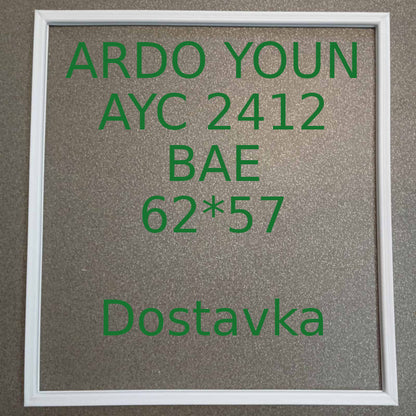 ARDO YOUN
AYC 2412
BAE
62*57
Dostavka